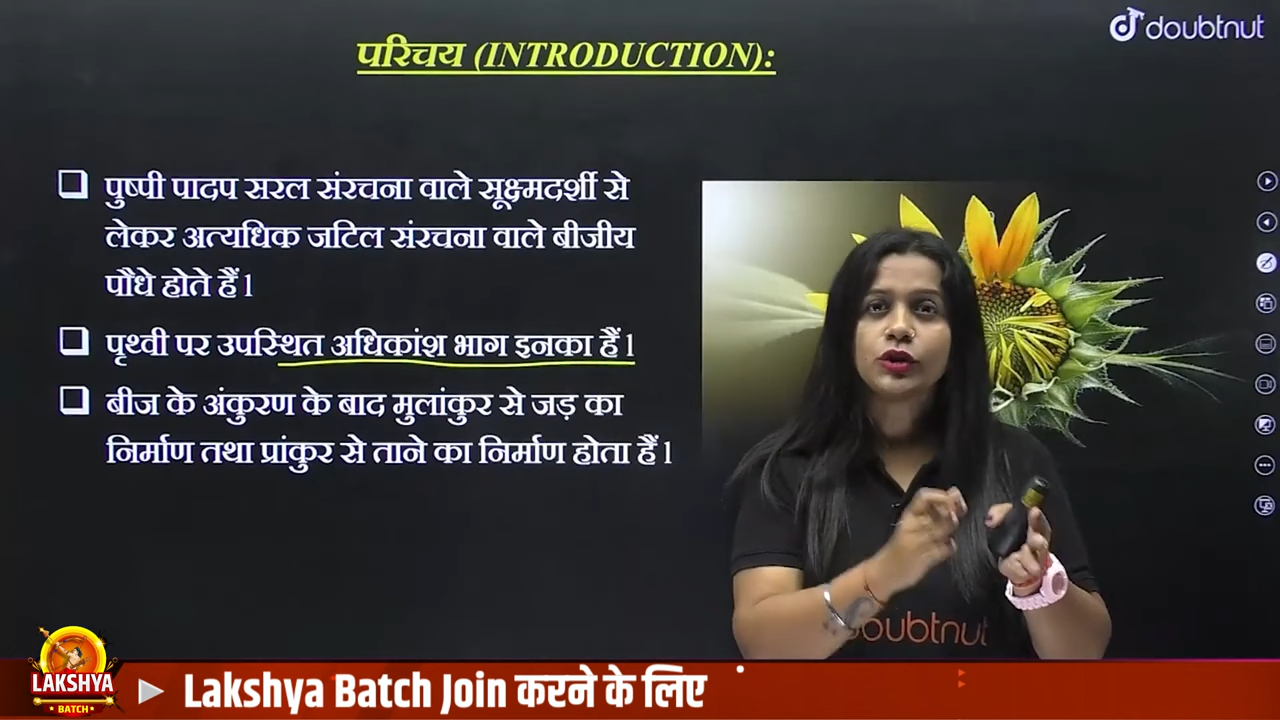 doubtnut
परिचय (INTRODUCTION):
❑ पुष्पी पादप सरल संरचना वाले सूक्ष्मदर्शी से
लेकर अत्यधिक जटिल संरचना वाले बीजीय
पौधे होते हैं l
❑ पृथ्वी पर उपस्थित अधिकांश भाग इनका हैं l
❑ बीज के अंकुरण के बाद मुलांकुर से जड़ का
निर्माण तथा प्रांकुर से ताने का निर्माण होता हैं l
doubtnut
LAKSHYA
BATCH
Lakshya Batch Join करने के लिए